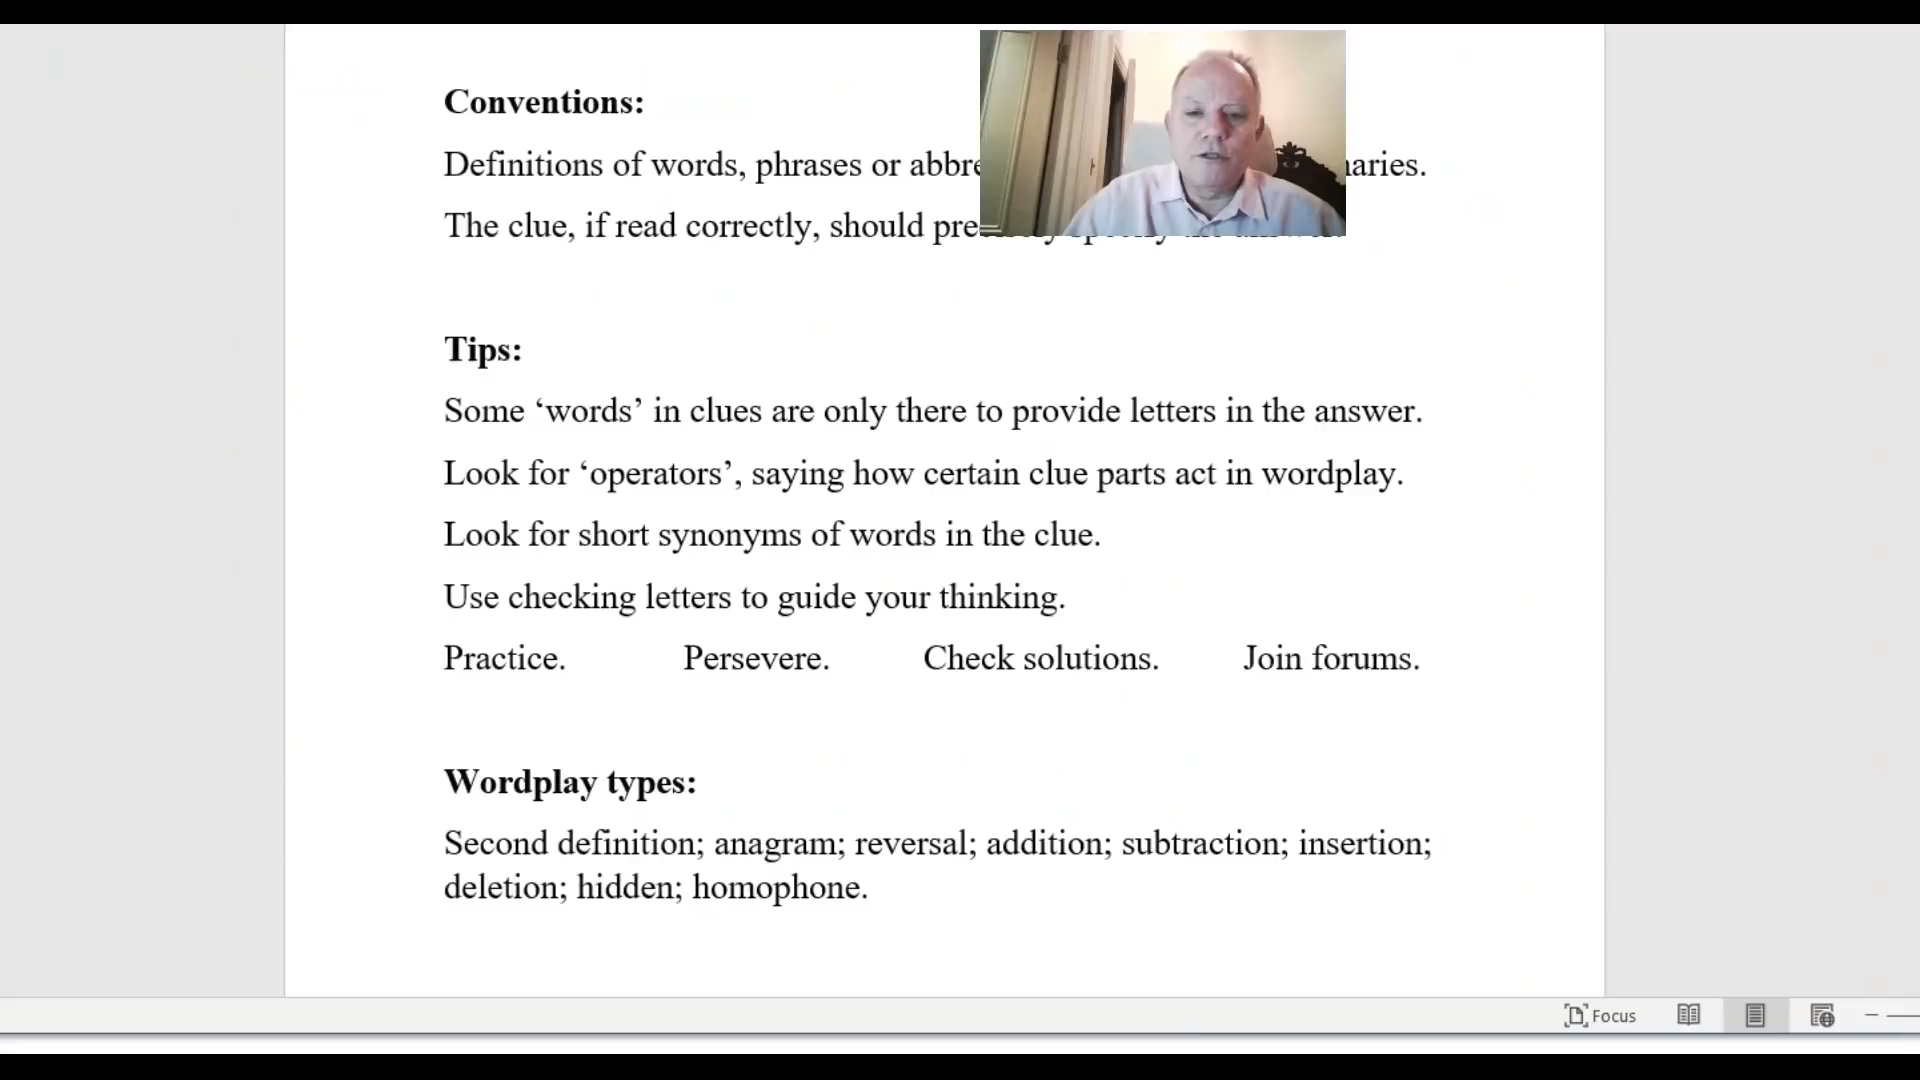 Conventions:
Definitions of words, phrases or
The clue, if read correctly, should
Tips:
Some ‘words’ in clues are only there to provide letters in the answer.
Look for ‘operators’, saying how certain clue parts act in wordplay.
Look for short synonyms of words in the clue.
Use checking letters to guide your thinking.
Practice. Persevere. Check solutions. Join forums.
Wordplay types:
Second definition; anagram; reversal; addition; subtraction; insertion;
deletion; hidden; homophone.
Focus